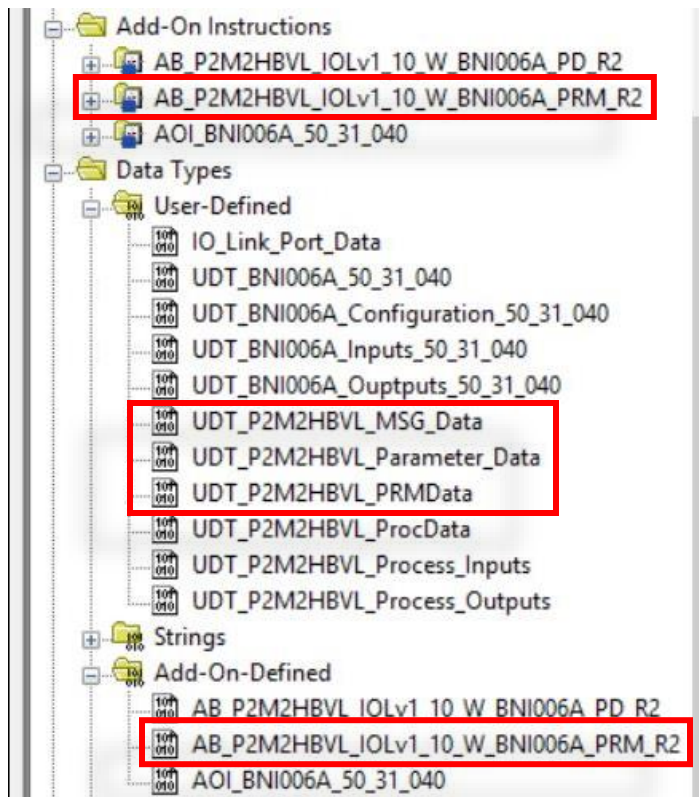 Add-On Instructions
AB_P2M2HBVL_IOLv1_10_W_BNI006A_PD_R2
AB_P2M2HBVL_IOLv1_10_W_BNI006A_PRM_R2
AOI_BNI006A_50_31_040
Data Types
User-Defined
IO_Link_Port_Data
UDT_BNI006A_50_31_040
UDT_BNI006A_Configuration_50_31_040
UDT_BNI006A_Inputs_50_31_040
UDT_BNI006A_Ouptputs_50_31_040
UDT_P2M2HBVL_MSG_Data
UDT_P2M2HBVL_Parameter_Data
UDT_P2M2HBVL_PRMData
UDT_P2M2HBVL_ProcData
UDT_P2M2HBVL_Process_Inputs
UDT_P2M2HBVL_Process_Outputs
Strings
Add-On-Defined
AB_P2M2HBVL_IOLv1_10_W_BNI006A_PD_R2
AB_P2M2HBVL_IOLv1_10_W_BNI006A_PRM_R2
AOI_BNI006A_50_31_040